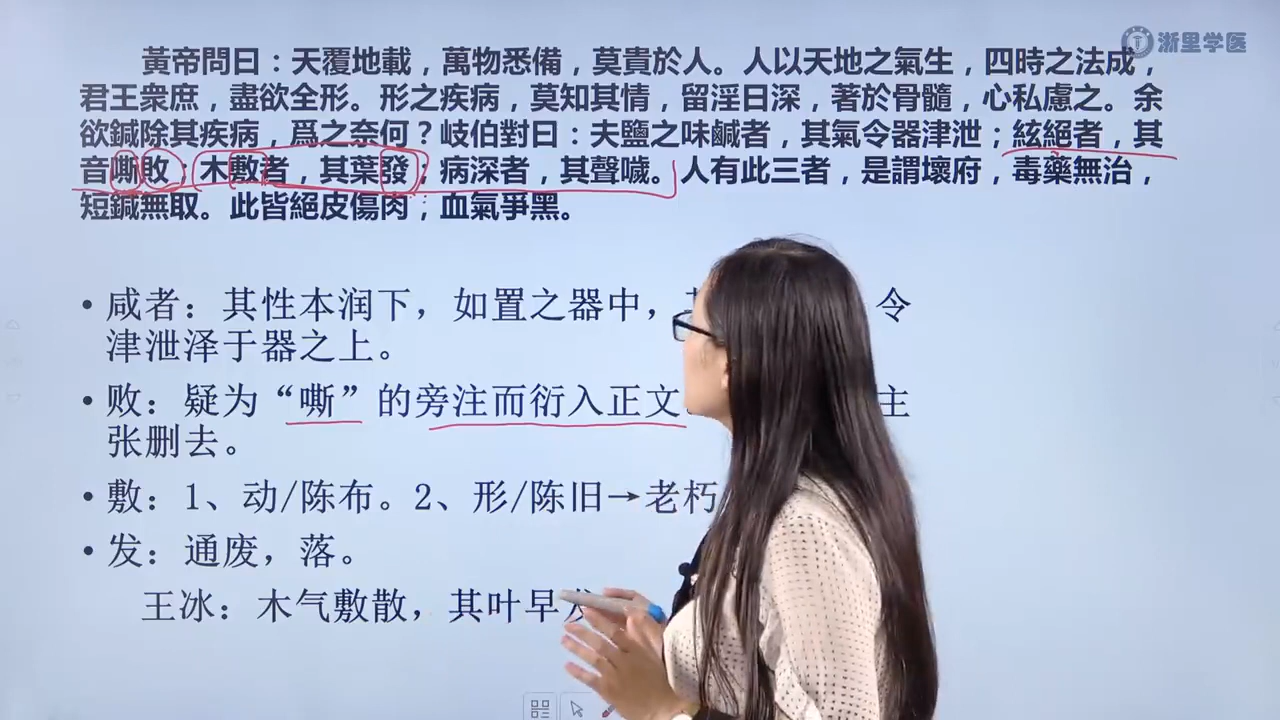 浙里学医
黃帝問曰：天覆地載，萬物悉備，莫貴於人。人以天地之氣生，四時之法成，
君王衆庶，盡欲全形。形之疾病，莫知其情，留淫日深，著於骨髓，心私慮之。余
欲鍼除其疾病，爲之奈何？岐伯對曰：夫鹽之味鹹者，其氣令器津泄；絃絕者，其
音嘶敗；木敷者，其葉發；病深者，其聲噦。人有此三者，是謂壞府，毒藥無治，
短鍼無取。此皆絕皮傷肉，血氣爭黑。
• 咸者：其性本润下，如置之器中， 令
津泄泽于器之上。
• 败：疑为“嘶”的旁注而衍入正文 主
张删去。
• 敷：1、动/陈布。2、形/陈旧→老朽
• 发：通废，落。
王冰：木气敷散，其叶早